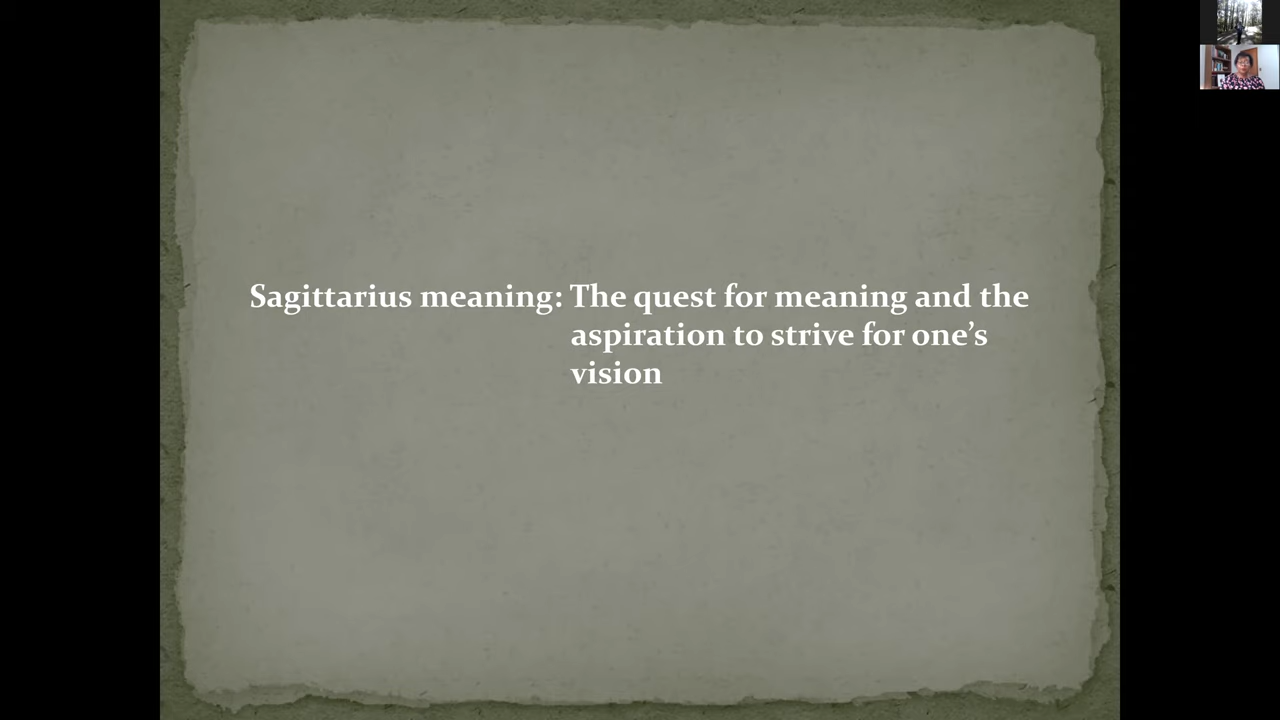 Sagittarius meaning: The quest for meaning and the
aspiration to strive for one’s
vision